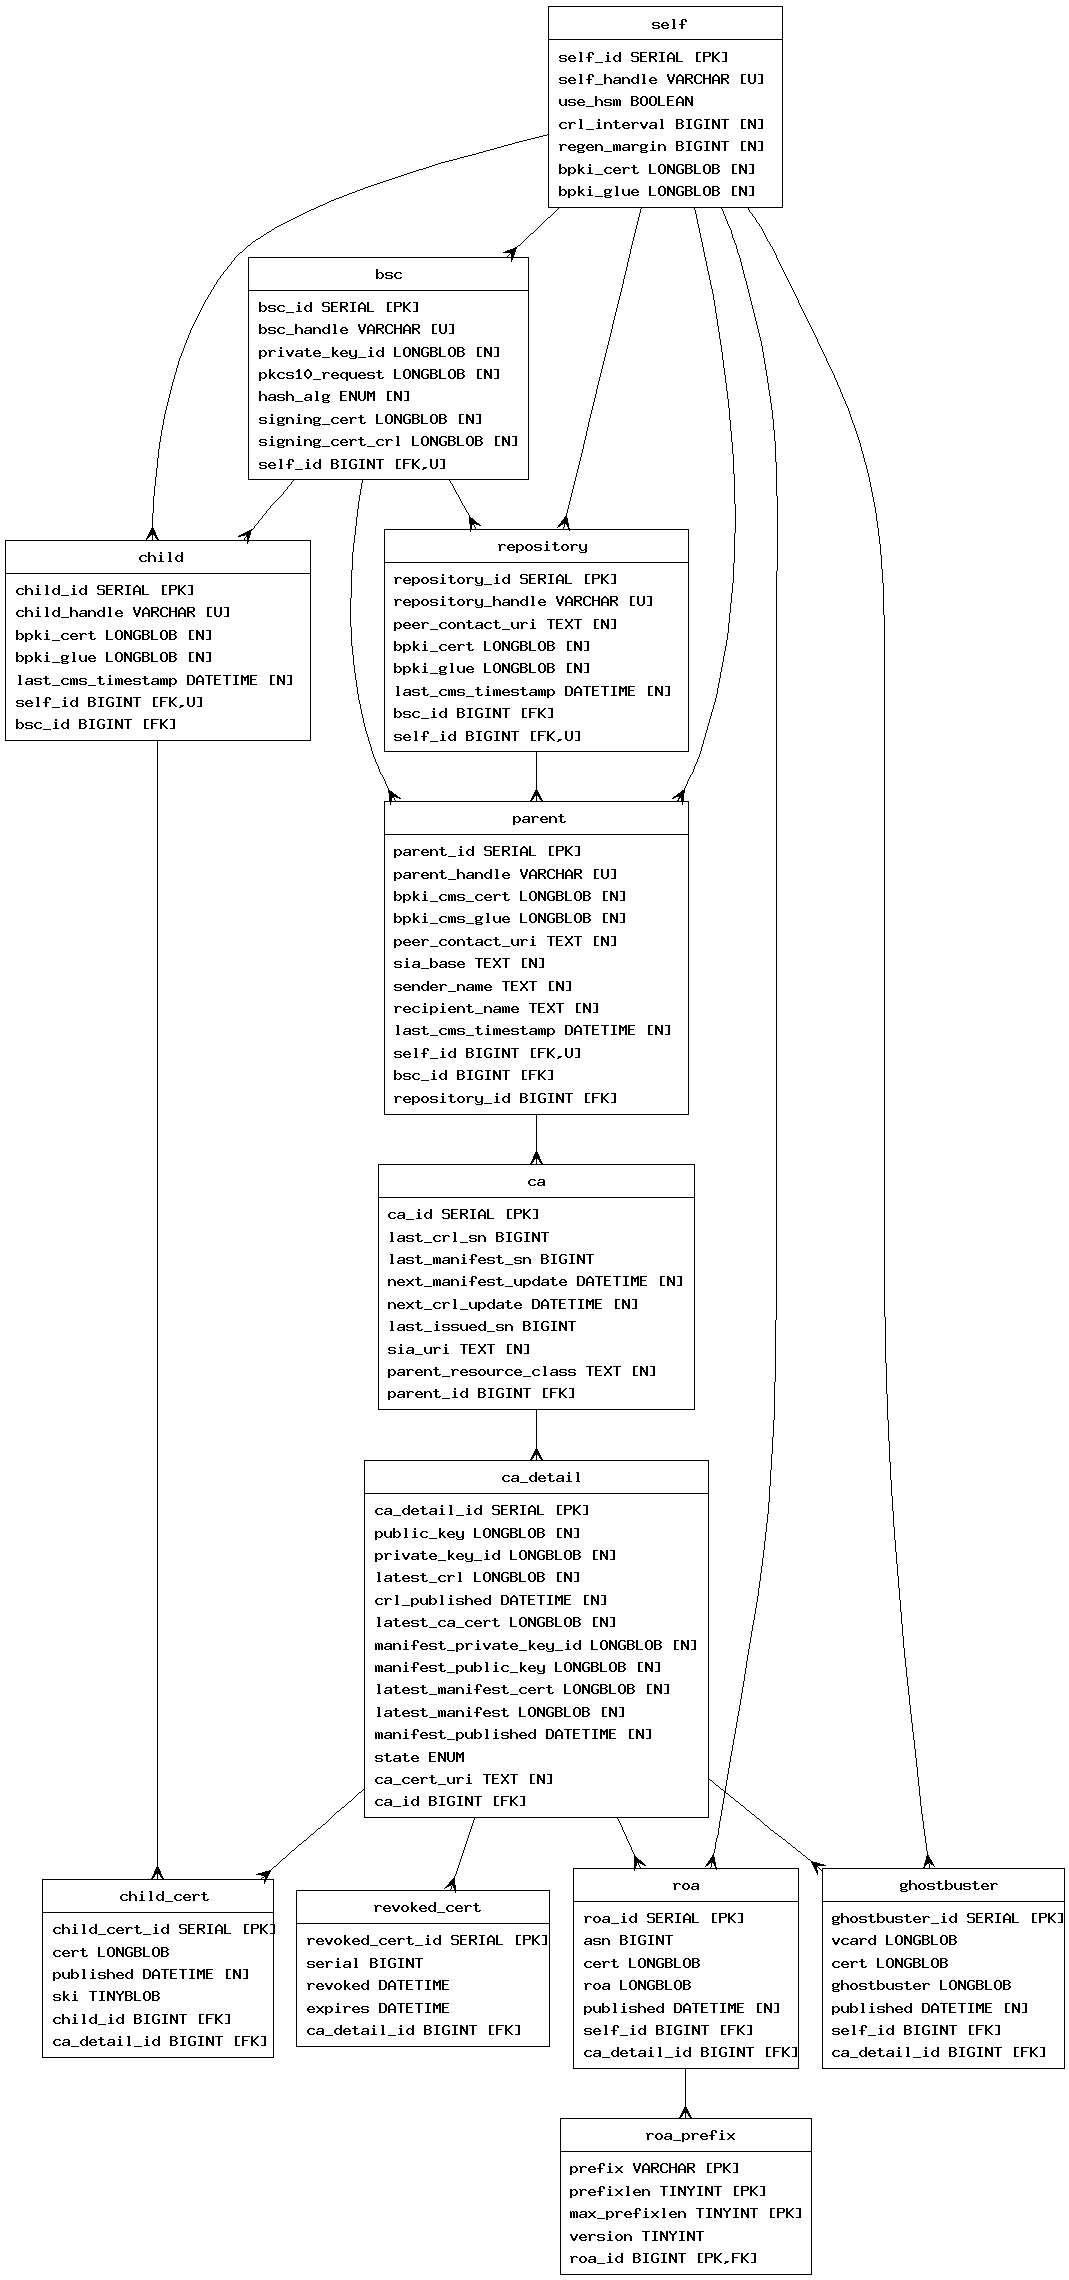 self
self_id SERIAL [PK]
self_handle VARCHAR [U]
use_hsm BOOLEAN
crl_interval BIGINT [N]
regen_margin BIGINT [N]
bpki_cert LONGBLOB [N]
bpki_glue LONGBLOB [N]
bsc
bsc_id SERIAL [PK]
bsc_handle VARCHAR [U]
private_key_id LONGBLOB [N]
pkcs10_request LONGBLOB [N]
hash_alg ENUM [N]
signing_cert LONGBLOB [N]
signing_cert_crl LONGBLOB [N]
self_id BIGINT [FK,U]
child
child_id SERIAL [PK]
child_handle VARCHAR [U]
bpki_cert LONGBLOB [N]
bpki_glue LONGBLOB [N]
last_cms_timestamp DATETIME [N]
self_id BIGINT [FK,U]
bsc_id BIGINT [FK]
repository
repository_id SERIAL [PK]
repository_handle VARCHAR [U]
peer_contact_uri TEXT [N]
bpki_cert LONGBLOB [N]
bpki_glue LONGBLOB [N]
last_cms_timestamp DATETIME [N]
bsc_id BIGINT [FK]
self_id BIGINT [FK,U]
parent
parent_id SERIAL [PK]
parent_handle VARCHAR [U]
bpki_cms_cert LONGBLOB [N]
bpki_cms_glue LONGBLOB [N]
peer_contact_uri TEXT [N]
sia_base TEXT [N]
sender_name TEXT [N]
recipient_name TEXT [N]
last_cms_timestamp DATETIME [N]
self_id BIGINT [FK,U]
bsc_id BIGINT [FK]
repository_id BIGINT [FK]
ca
ca_id SERIAL [PK]
last_crl_sn BIGINT
last_manifest_sn BIGINT
next_manifest_update DATETIME [N]
next_crl_update DATETIME [N]
last_issued_sn BIGINT
sia_uri TEXT [N]
parent_resource_class TEXT [N]
parent_id BIGINT [FK]
ca_detail
ca_detail_id SERIAL [PK]
public_key LONGBLOB [N]
private_key_id LONGBLOB [N]
latest_crl LONGBLOB [N]
crl_published DATETIME [N]
latest_ca_cert LONGBLOB [N]
manifest_private_key_id LONGBLOB [N]
manifest_public_key LONGBLOB [N]
latest_manifest_cert LONGBLOB [N]
latest_manifest LONGBLOB [N]
manifest_published DATETIME [N]
state ENUM
ca_cert_uri TEXT [N]
ca_id BIGINT [FK]
child_cert
child_cert_id SERIAL [PK]
cert LONGBLOB
published DATETIME [N]
ski TINYBLOB
child_id BIGINT [FK]
ca_detail_id BIGINT [FK]
revoked_cert
revoked_cert_id SERIAL [PK]
serial BIGINT
revoked DATETIME
expires DATETIME
ca_detail_id BIGINT [FK]
roa
roa_id SERIAL [PK]
asn BIGINT
cert LONGBLOB
roa LONGBLOB
published DATETIME [N]
self_id BIGINT [FK]
ca_detail_id BIGINT [FK]
ghostbuster
ghostbuster_id SERIAL [PK]
vcard LONGBLOB
cert LONGBLOB
ghostbuster LONGBLOB
published DATETIME [N]
self_id BIGINT [FK]
ca_detail_id BIGINT [FK]
roa_prefix
prefix VARCHAR [PK]
prefixlen TINYINT [PK]
max_prefixlen TINYINT [PK]
version TINYINT
roa_id BIGINT [PK,FK]